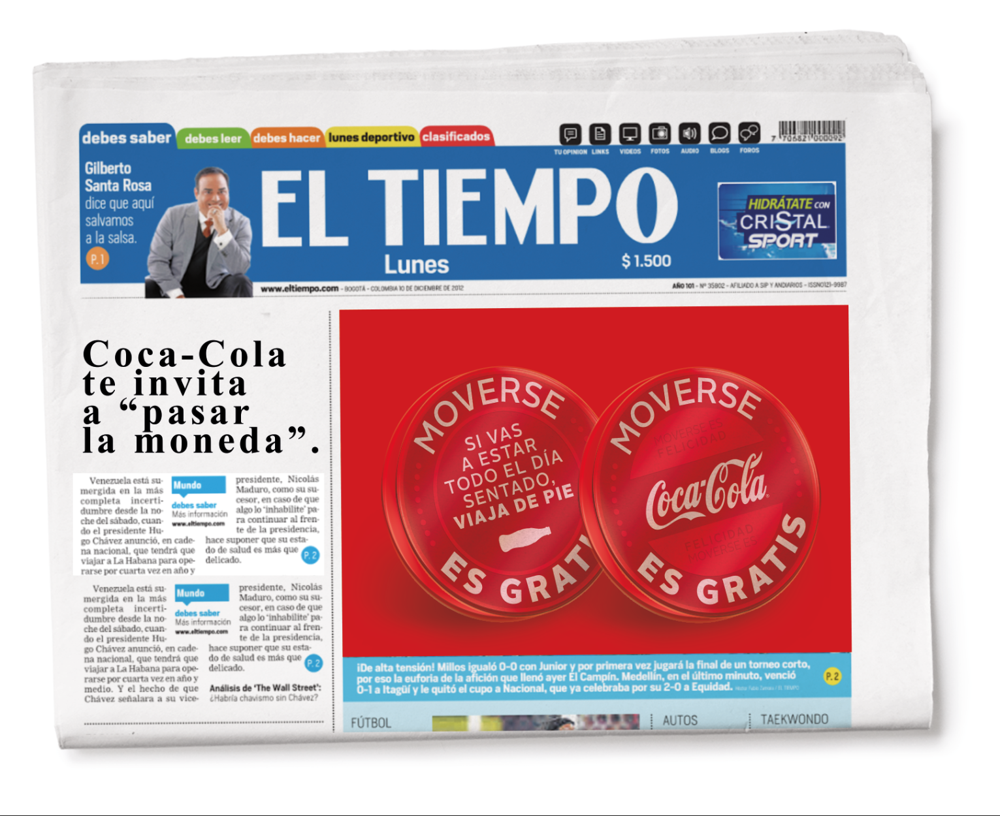 debes saber
debes leer
debes hacer
lunes deportivo
clasificados
TU OPINION
LINKS
VIDEOS
FOTOS
AUDIO
BLOGS
FOROS
7 706821 000092
Gilberto
Santa Rosa
dice que aquí
salvamos
a la salsa.
P. 1
EL TIEMPO
Lunes
$ 1.500
HIDRÁTATE CON
CRISTAL
SPORT
www.eltiempo.com - BOGOTÁ - COLOMBIA 10 DE DICIEMBRE DE 2012
AÑO 101 - Nº 35802 - AFILIADO A SIP Y ANDIARIOS - ISSN0121-9987
Coca-Cola
te invita
a “pasar
la moneda”.
Venezuela está su-
mergida en la más
completa incerti-
dumbre desde la no-
che del sábado, cuan-
do el presidente Hu-
go Chávez anunció, en cade-
na nacional, que tendrá que
viajar a La Habana para ope-
rarse por cuarta vez en año y
Mundo
debes saber
Más información
www.eltiempo.com
presidente, Nicolás
Maduro, como su su-
cesor, en caso de que
algo lo ‘inhabilite’ pa-
ra continuar al fren-
te de la presidencia,
hace suponer que su esta-
do de salud es más que
delicado.
P. 2
Venezuela está su-
mergida en la más
completa incerti-
dumbre desde la no-
che del sábado, cuan-
do el presidente Hu-
go Chávez anunció, en cade-
na nacional, que tendrá que
viajar a La Habana para ope-
rarse por cuarta vez en año y
medio. Y el hecho de que
Chávez señalara a su vice-
Mundo
debes saber
Más información
www.eltiempo.com
presidente, Nicolás
Maduro, como su su-
cesor, en caso de que
algo lo ‘inhabilite’ pa-
ra continuar al fren-
te de la presidencia,
hace suponer que su esta-
do de salud es más que
delicado.
P. 2
Análisis de ‘The Wall Street’:
¿Habría chavismo sin Chávez?
MOVERSE
SI VAS
A ESTAR
TODO EL DÍA
SENTADO,
VIAJA DE PIE
ES GRATI
MOVERSE
MOVERSE ES
FELICIDAD
Coca-Cola
FELICIDAD
MOVERSE ES
ES GRATIS
¡De alta tensión! Millos igualó 0-0 con Junior y por primera vez jugará la final de un torneo corto,
por eso la euforia de la afición que llenó ayer El Campín. Medellín, en el último minuto, venció
0-1 a Itagüí y le quitó el cupo a Nacional, que ya celebraba por su 2-0 a Equidad.
P. 2
FÚTBOL
AUTOS
TAEKWONDO